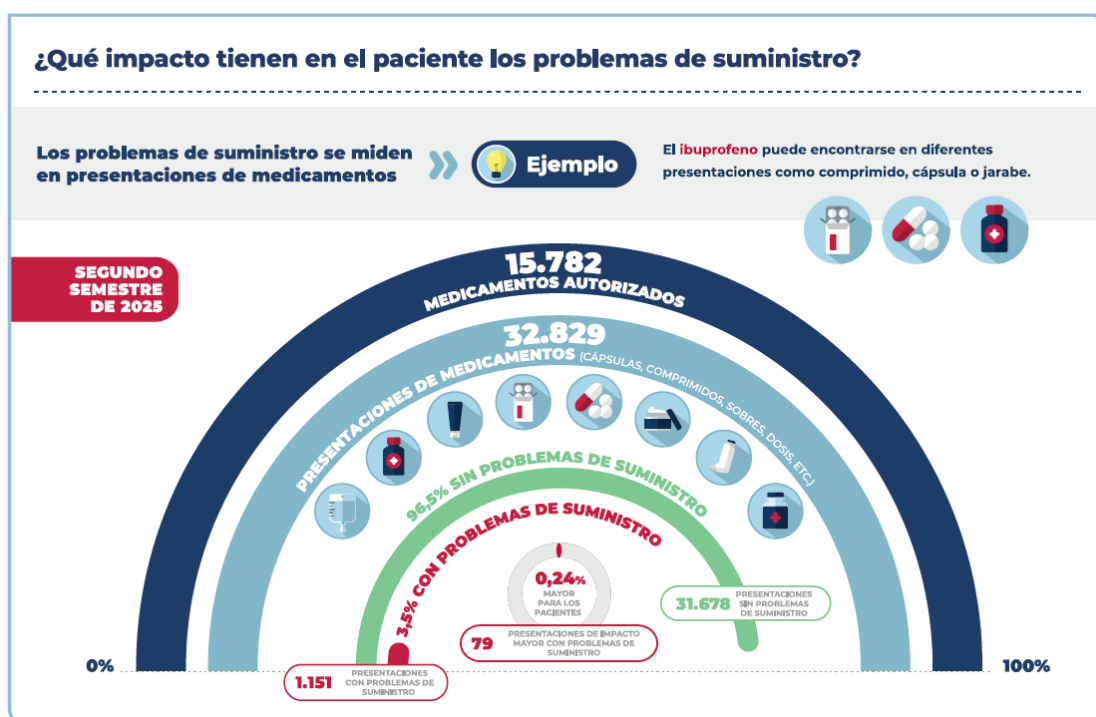 ¿Qué impacto tienen en el paciente los problemas de suministro?
Los problemas de suministro se miden
en presentaciones de medicamentos
Ejemplo
El ibuprofeno puede encontrarse en diferentes
presentaciones como comprimido, cápsula o jarabe.
SEGUNDO
SEMESTRE
DE 2025
15.782
MEDICAMENTOS AUTORIZADOS
32.829
PRESENTACIONES DE MEDICAMENTOS (CÁPSULAS, COMPRIMIDOS, SOBRES, DOSIS, ETC.)
96,5% SIN PROBLEMAS DE SUMINISTRO
3,5% CON PROBLEMAS DE SUMINISTRO
0,24%
MAYOR
PARA LOS
PACIENTES
31.678 PRESENTACIONES
SIN PROBLEMAS
DE SUMINISTRO
79 PRESENTACIONES DE IMPACTO
MAYOR CON PROBLEMAS DE
SUMINISTRO
0%
100%
1.151 PRESENTACIONES
CON PROBLEMAS DE
SUMINISTRO